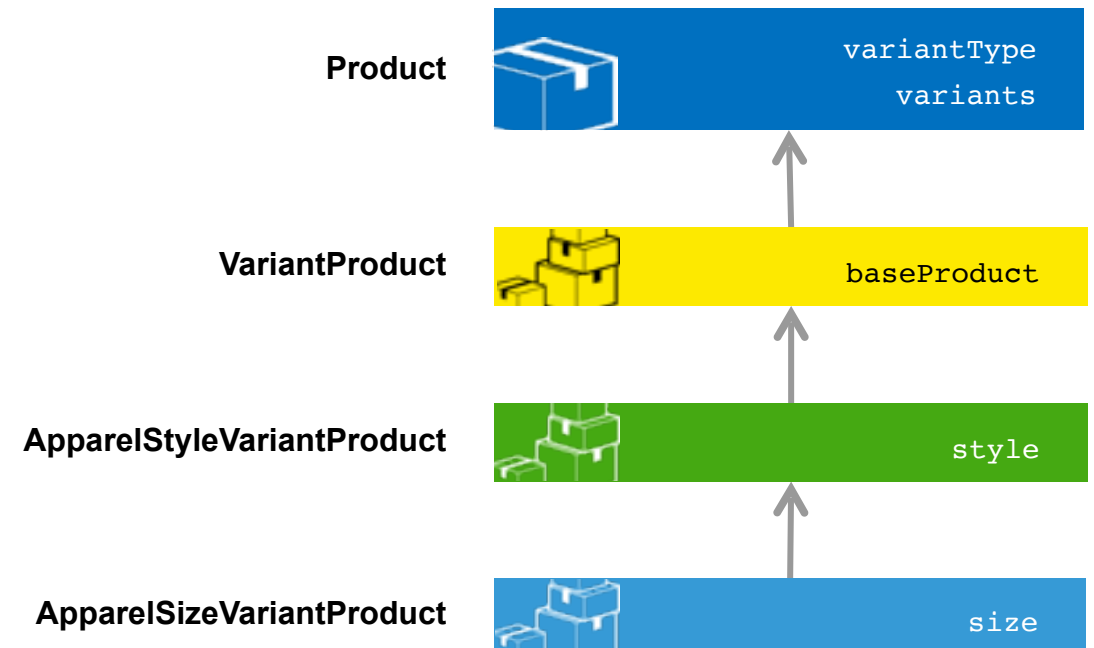 Product
variantType
variants
VariantProduct
baseProduct
ApparelStyleVariantProduct
style
ApparelSizeVariantProduct
size